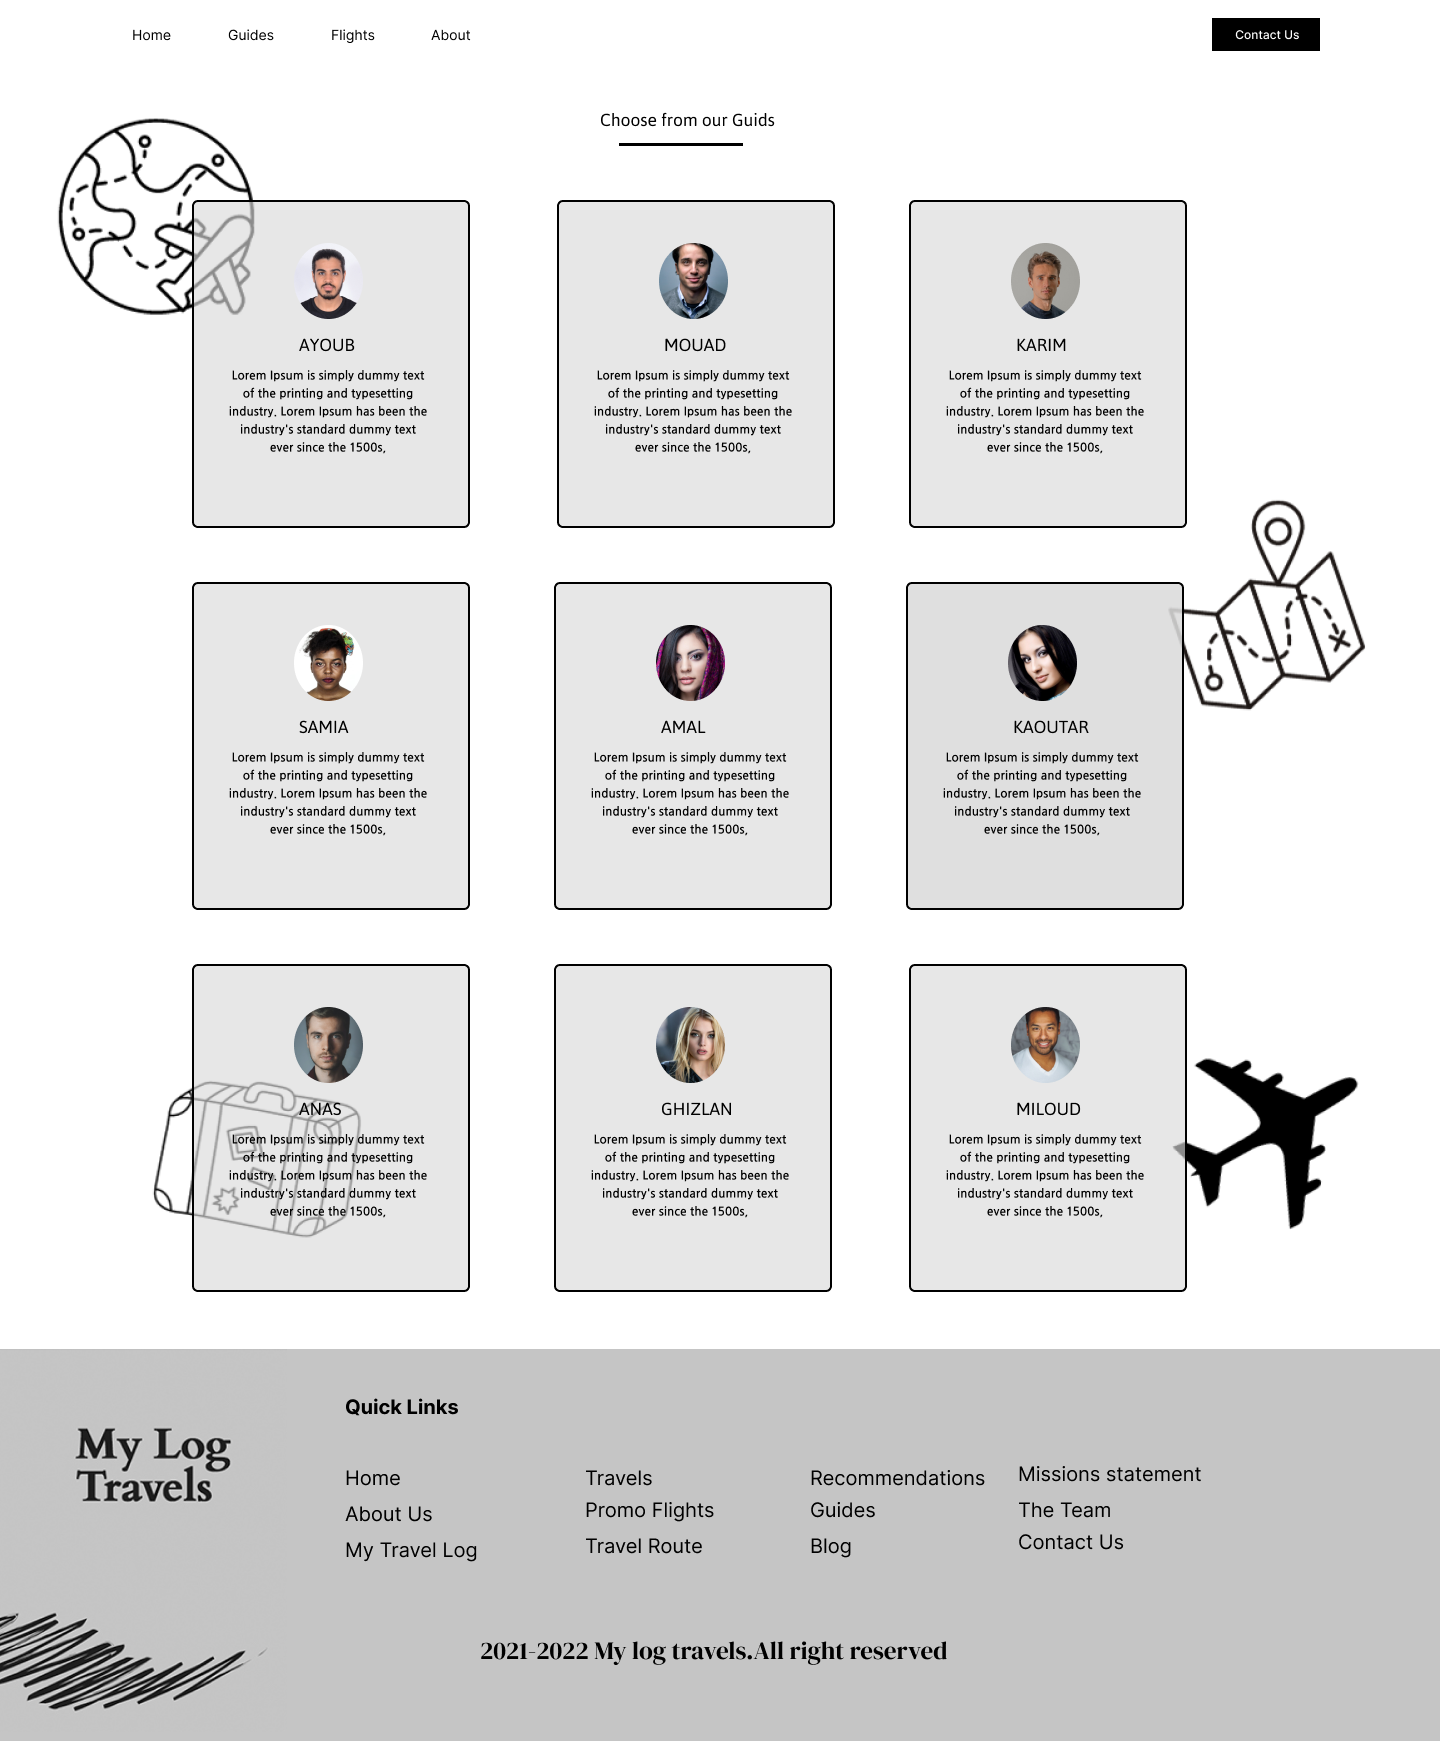 Home Guides Flights About Contact Us
Choose from our Guids
AYOUB
Lorem Ipsum is simply dummy text
of the printing and typesetting
industry. Lorem Ipsum has been the
industry's standard dummy text
ever since the 1500s,
MOUAD
Lorem Ipsum is simply dummy text
of the printing and typesetting
industry. Lorem Ipsum has been the
industry's standard dummy text
ever since the 1500s,
KARIM
Lorem Ipsum is simply dummy text
of the printing and typesetting
industry. Lorem Ipsum has been the
industry's standard dummy text
ever since the 1500s,
SAMIA
Lorem Ipsum is simply dummy text
of the printing and typesetting
industry. Lorem Ipsum has been the
industry's standard dummy text
ever since the 1500s,
AMAL
Lorem Ipsum is simply dummy text
of the printing and typesetting
industry. Lorem Ipsum has been the
industry's standard dummy text
ever since the 1500s,
KAOUTAR
Lorem Ipsum is simply dummy text
of the printing and typesetting
industry. Lorem Ipsum has been the
industry's standard dummy text
ever since the 1500s,
ANAS
Lorem Ipsum is simply dummy text
of the printing and typesetting
industry. Lorem Ipsum has been the
industry's standard dummy text
ever since the 1500s,
GHIZLAN
Lorem Ipsum is simply dummy text
of the printing and typesetting
industry. Lorem Ipsum has been the
industry's standard dummy text
ever since the 1500s,
MILOUD
Lorem Ipsum is simply dummy text
of the printing and typesetting
industry. Lorem Ipsum has been the
industry's standard dummy text
ever since the 1500s,
My Log
Travels
Quick Links
Home
About Us
My Travel Log
Travels
Promo Flights
Travel Route
Recommendations
Guides
Blog
Missions statement
The Team
Contact Us
2021-2022 My log travels.All right reserved